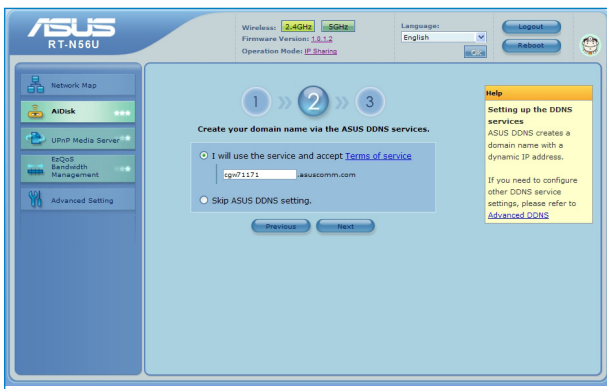 ASUS
RT-N56U
Wireless: 2.4GHz 5GHz
Firmware Version: 1.0.1.2
Operation Mode: IP Sharing
Language:
English
OK
Logout
Reboot
Network Map
AiDisk
UPnP Media Server
EzQoS
Bandwidth
Management
Advanced Setting
1 » 2 » 3
Create your domain name via the ASUS DDNS services.
I will use the service and accept Terms of service
cgw71171 .asuscomm.com
Skip ASUS DDNS setting.
Previous Next
Help
Setting up the DDNS
services
ASUS DDNS creates a
domain name with a
dynamic IP address.
If you need to configure
other DDNS service
settings, please refer to
Advanced DDNS